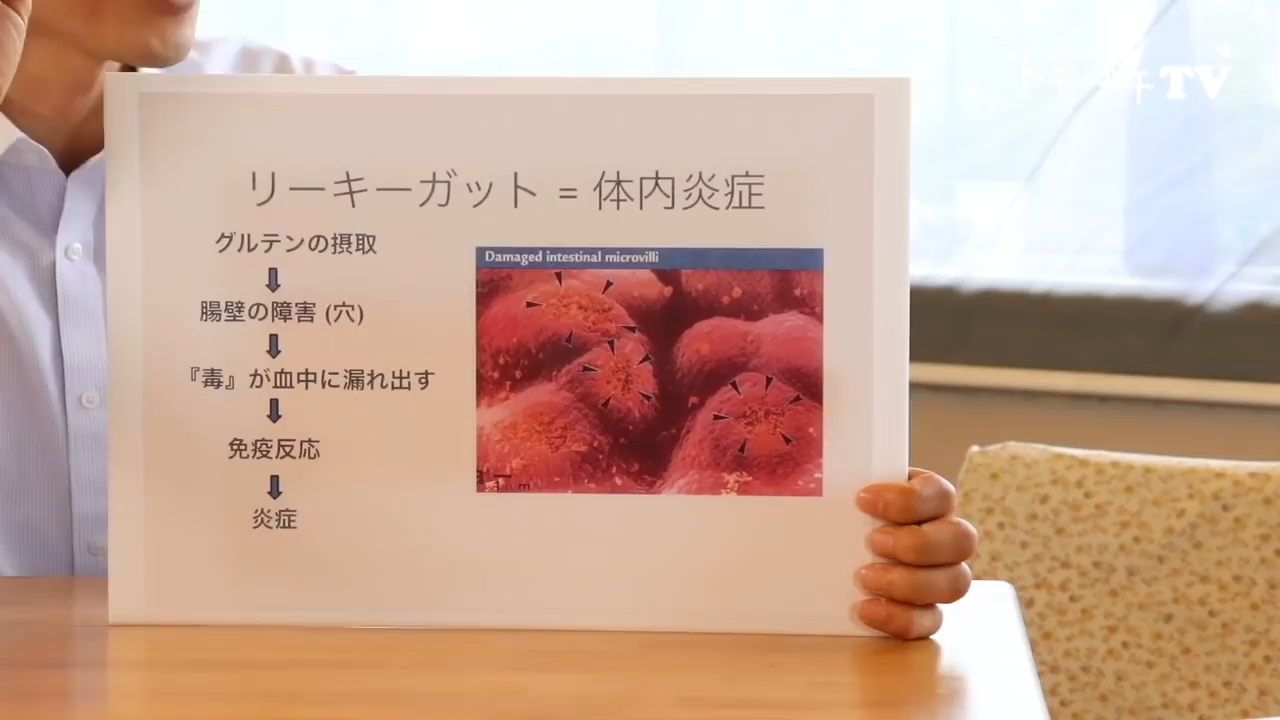 リーキーガット = 体内炎症
グルテンの摂取
腸壁の障害 (穴)
『毒』が血中に漏れ出す
免疫反応
炎症
Damaged intestinal microvilli
TV